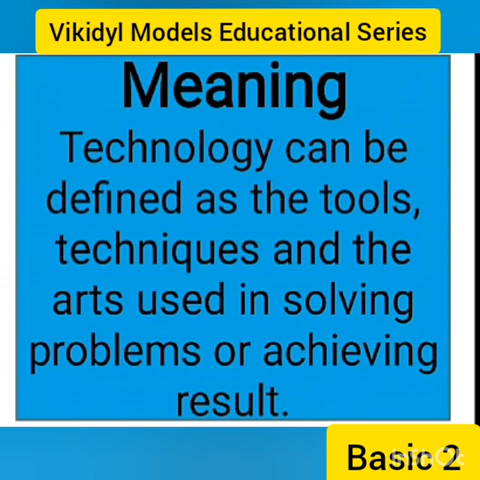 Vikidyl Models Educational Series
Meaning
Technology can be
defined as the tools,
techniques and the
arts used in solving
problems or achieving
result.
Basic 2